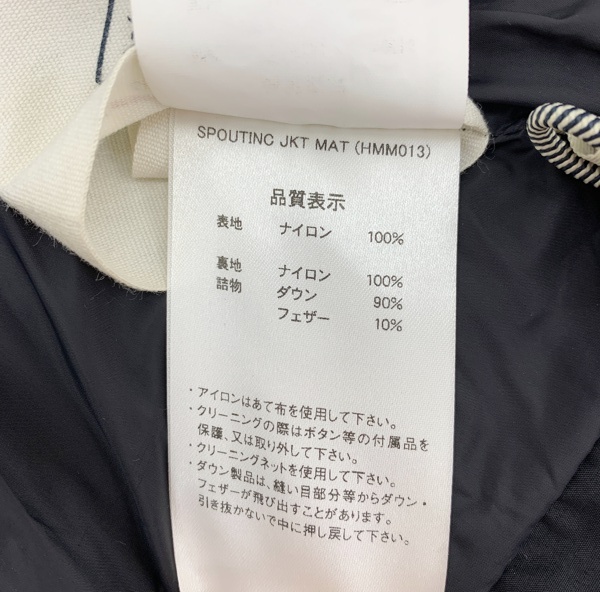 SPOUTINC JKT MAT (HMM013)
品質表示
表地 ナイロン 100%
裏地 ナイロン 100%
詰物 ダウン 90%
フェザー 10%
・アイロンはあて布を使用して下さい。
・クリーニングの際はボタン等の付属品を
保護、又は取り外して下さい。
・クリーニングネットを使用して下さい。
・ダウン製品は、縫い目部分等からダウン・
フェザーが飛び出すことがあります。
引き抜かないで中に押し戻して下さい。